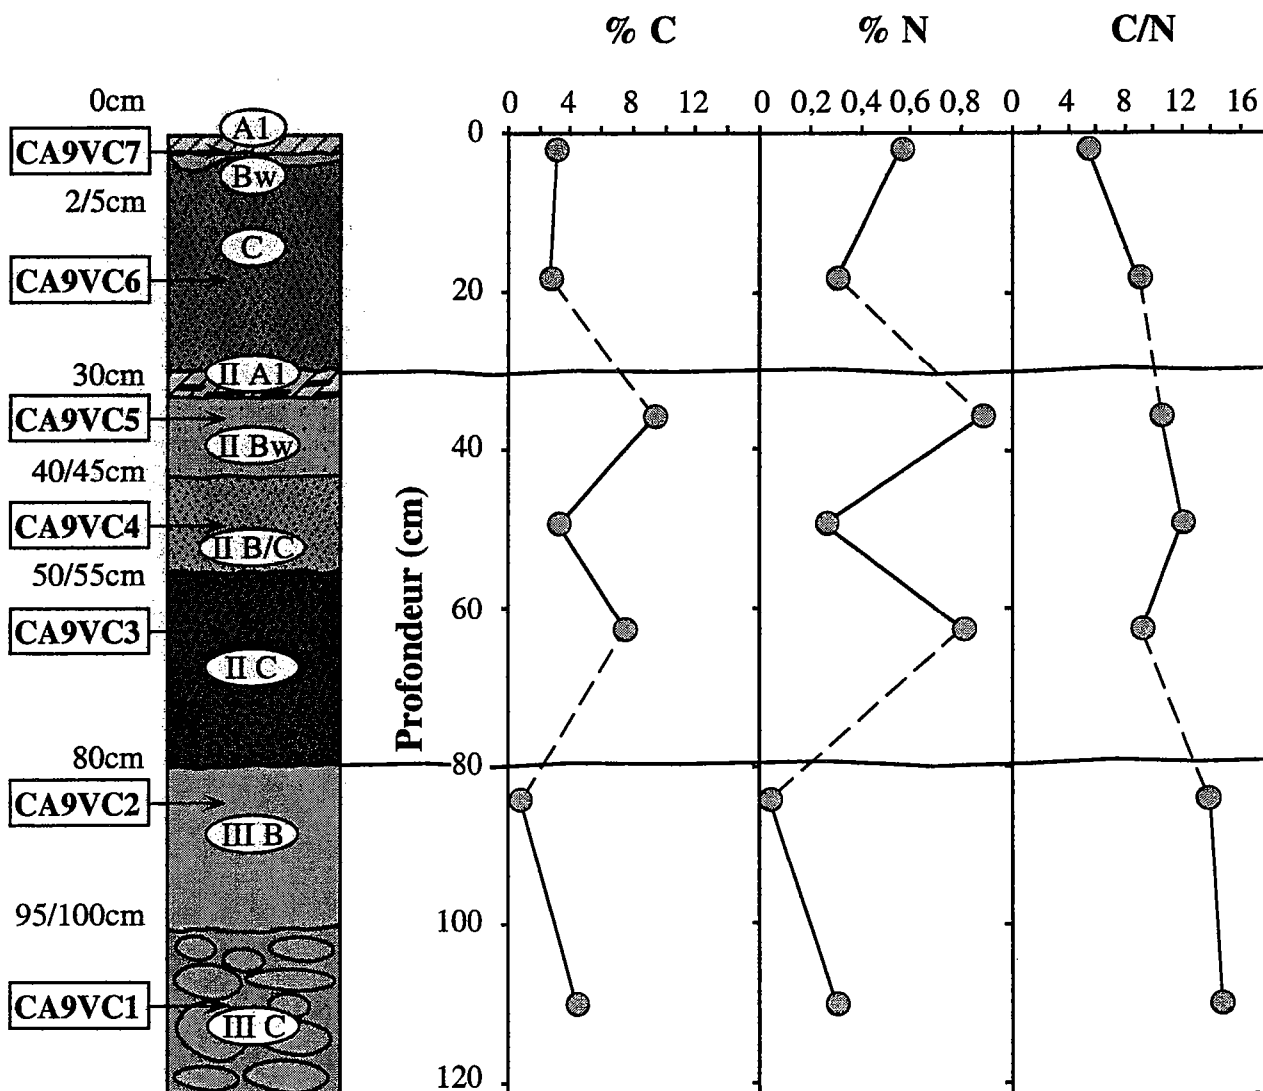 % C % N C/N
0 4 8 12 0 0,2 0,4 0,6 0,8 0 4 8 12 16
0cm
A1
0
CA9VC7
Bw
2/5cm
C
CA9VC6
20
30cm
II A1
CA9VC5
II Bw
40
40/45cm
CA9VC4
II B/C
50/55cm
60
CA9VC3
II C
Profondeur (cm)
80cm
80
CA9VC2
III B
95/100cm
100
CA9VC1
III C
120